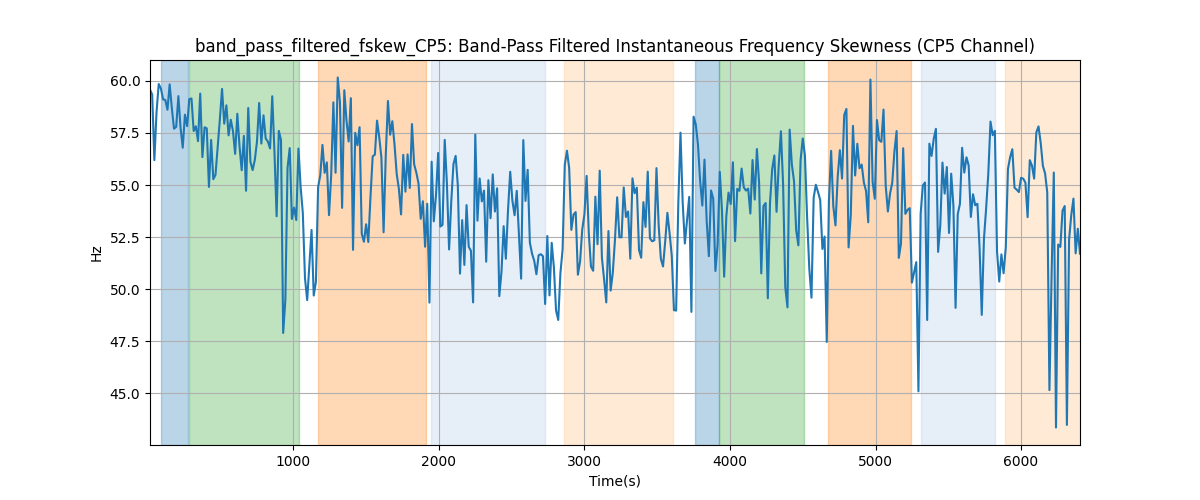 band_pass_filtered_fskew_CP5: Band-Pass Filtered Instantaneous Frequency Skewness (CP5 Channel)
60.0
57.5
55.0
52.5
50.0
47.5
45.0
Hz
1000 2000 3000 4000 5000 6000
Time(s)